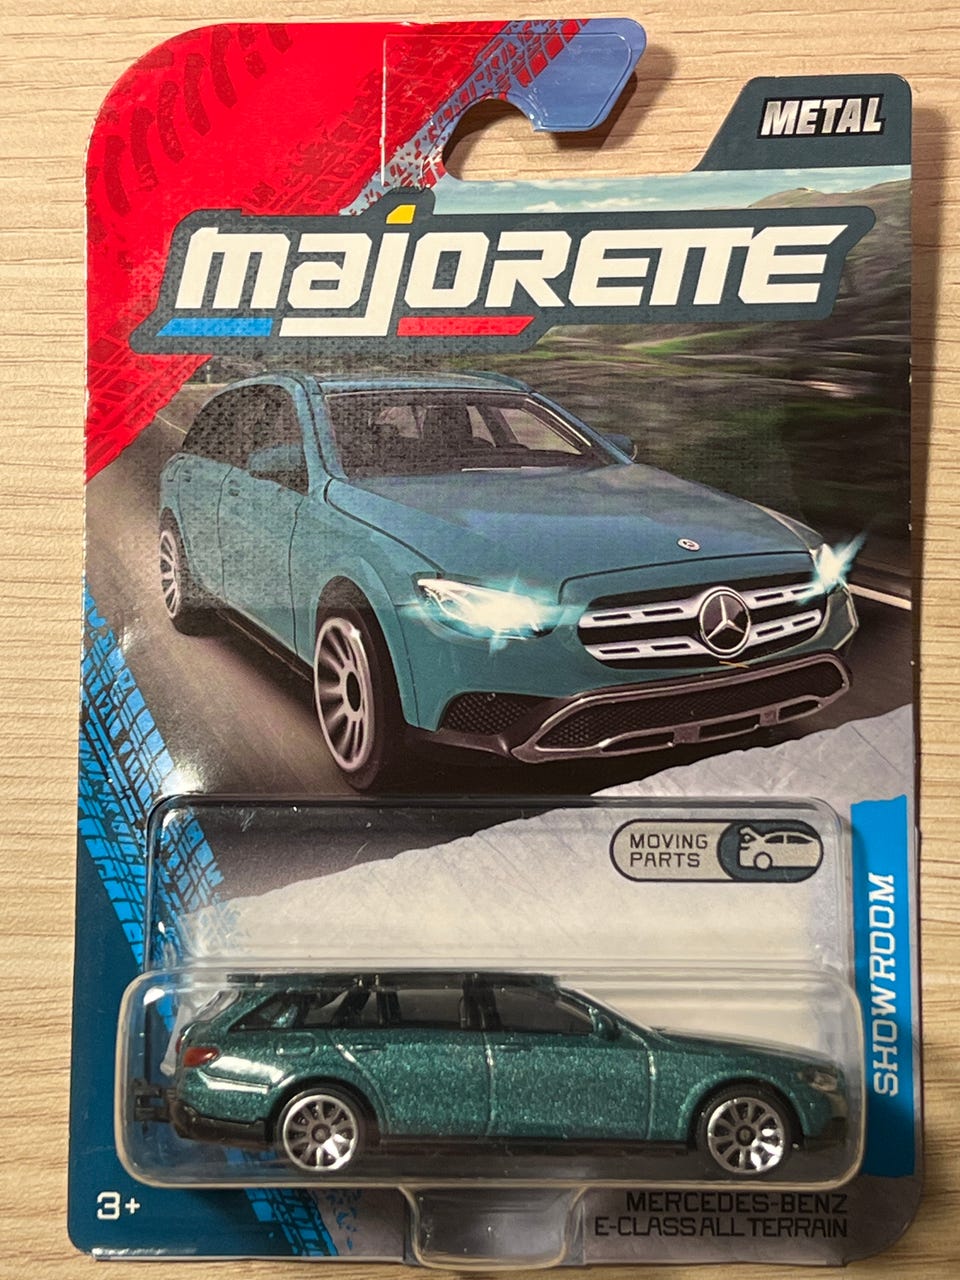 METAL
majorette
MOVING
PARTS
SHOWROOM
3+
MERCEDES-BENZ
E-CLASS ALL TERRAIN